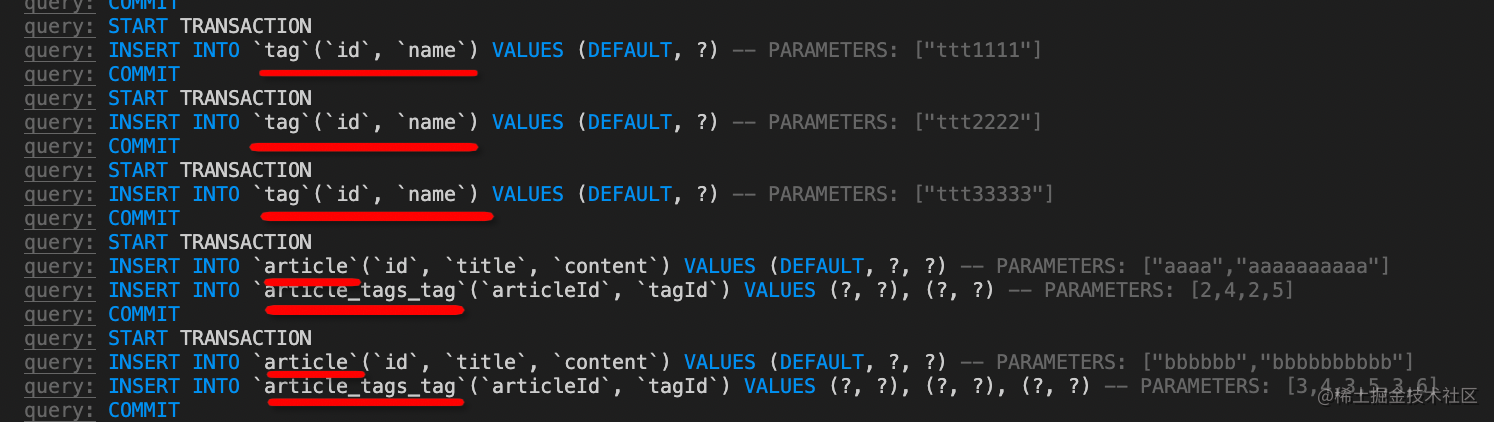 query: COMMIT
query: START TRANSACTION
query: INSERT INTO `tag`(`id`, `name`) VALUES (DEFAULT, ?) -- PARAMETERS: ["ttt1111"]
query: COMMIT
query: START TRANSACTION
query: INSERT INTO `tag`(`id`, `name`) VALUES (DEFAULT, ?) -- PARAMETERS: ["ttt2222"]
query: COMMIT
query: START TRANSACTION
query: INSERT INTO `tag`(`id`, `name`) VALUES (DEFAULT, ?) -- PARAMETERS: ["ttt33333"]
query: COMMIT
query: START TRANSACTION
query: INSERT INTO `article`(`id`, `title`, `content`) VALUES (DEFAULT, ?, ?) -- PARAMETERS: ["aaaa","aaaaaaaaaa"]
query: INSERT INTO `article_tags_tag`(`articleId`, `tagId`) VALUES (?, ?), (?, ?) -- PARAMETERS: [2,4,2,5]
query: COMMIT
query: START TRANSACTION
query: INSERT INTO `article`(`id`, `title`, `content`) VALUES (DEFAULT, ?, ?) -- PARAMETERS: ["bbbbbb","bbbbbbbbbb"]
query: INSERT INTO `article_tags_tag`(`articleId`, `tagId`) VALUES (?, ?), (?, ?), (?, ?) -- PARAMETERS: [3,4,3,5,3,6]
@稀土掘金技术社区
query: COMMIT